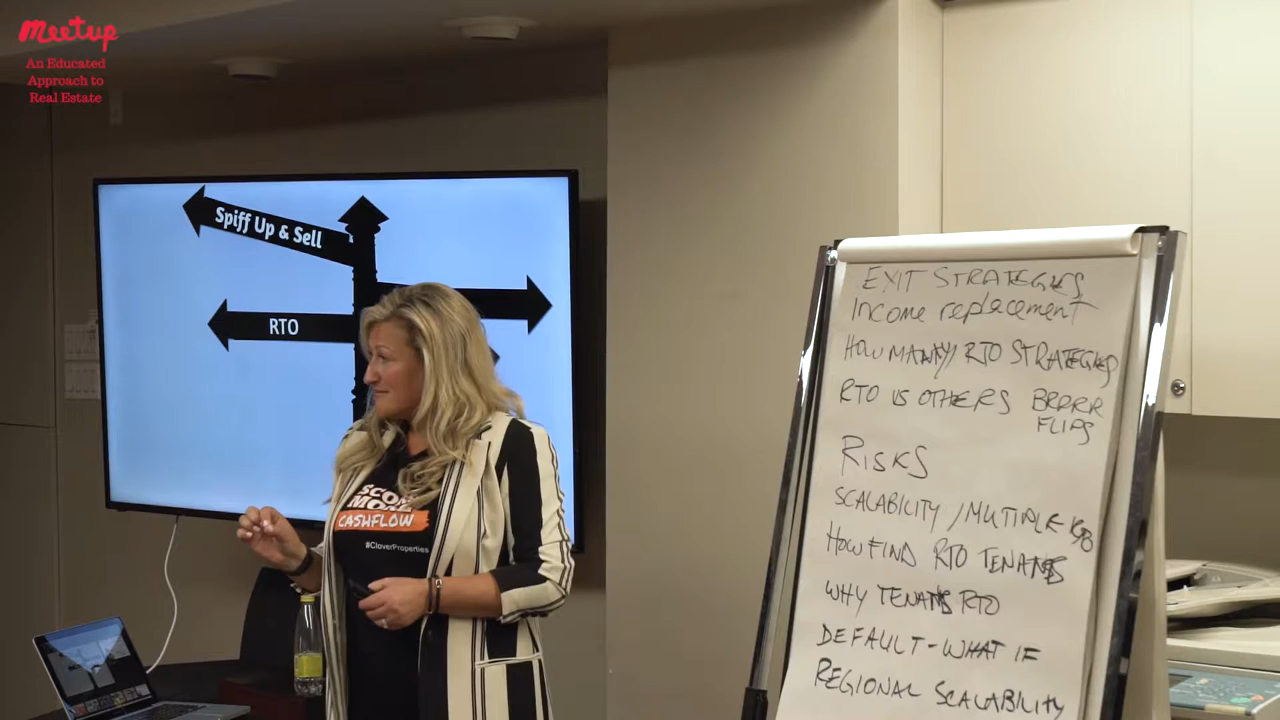 Meetup
An Educated
Approach to
Real Estate
Spiff Up & Sell
RTO
CASHFLOW
#CloverProperties
EXIT STRATEGIES
Income replacement
HOW MANY RTO STRATEGIES
RTO VS OTHERS BRRRR
FLIPS
RISKS
SCALABILITY / MULTIPLE
HOW FIND RTO TENANTS
WHY TENANTS RTO
DEFAULT - WHAT IF
REGIONAL SCALABILITY